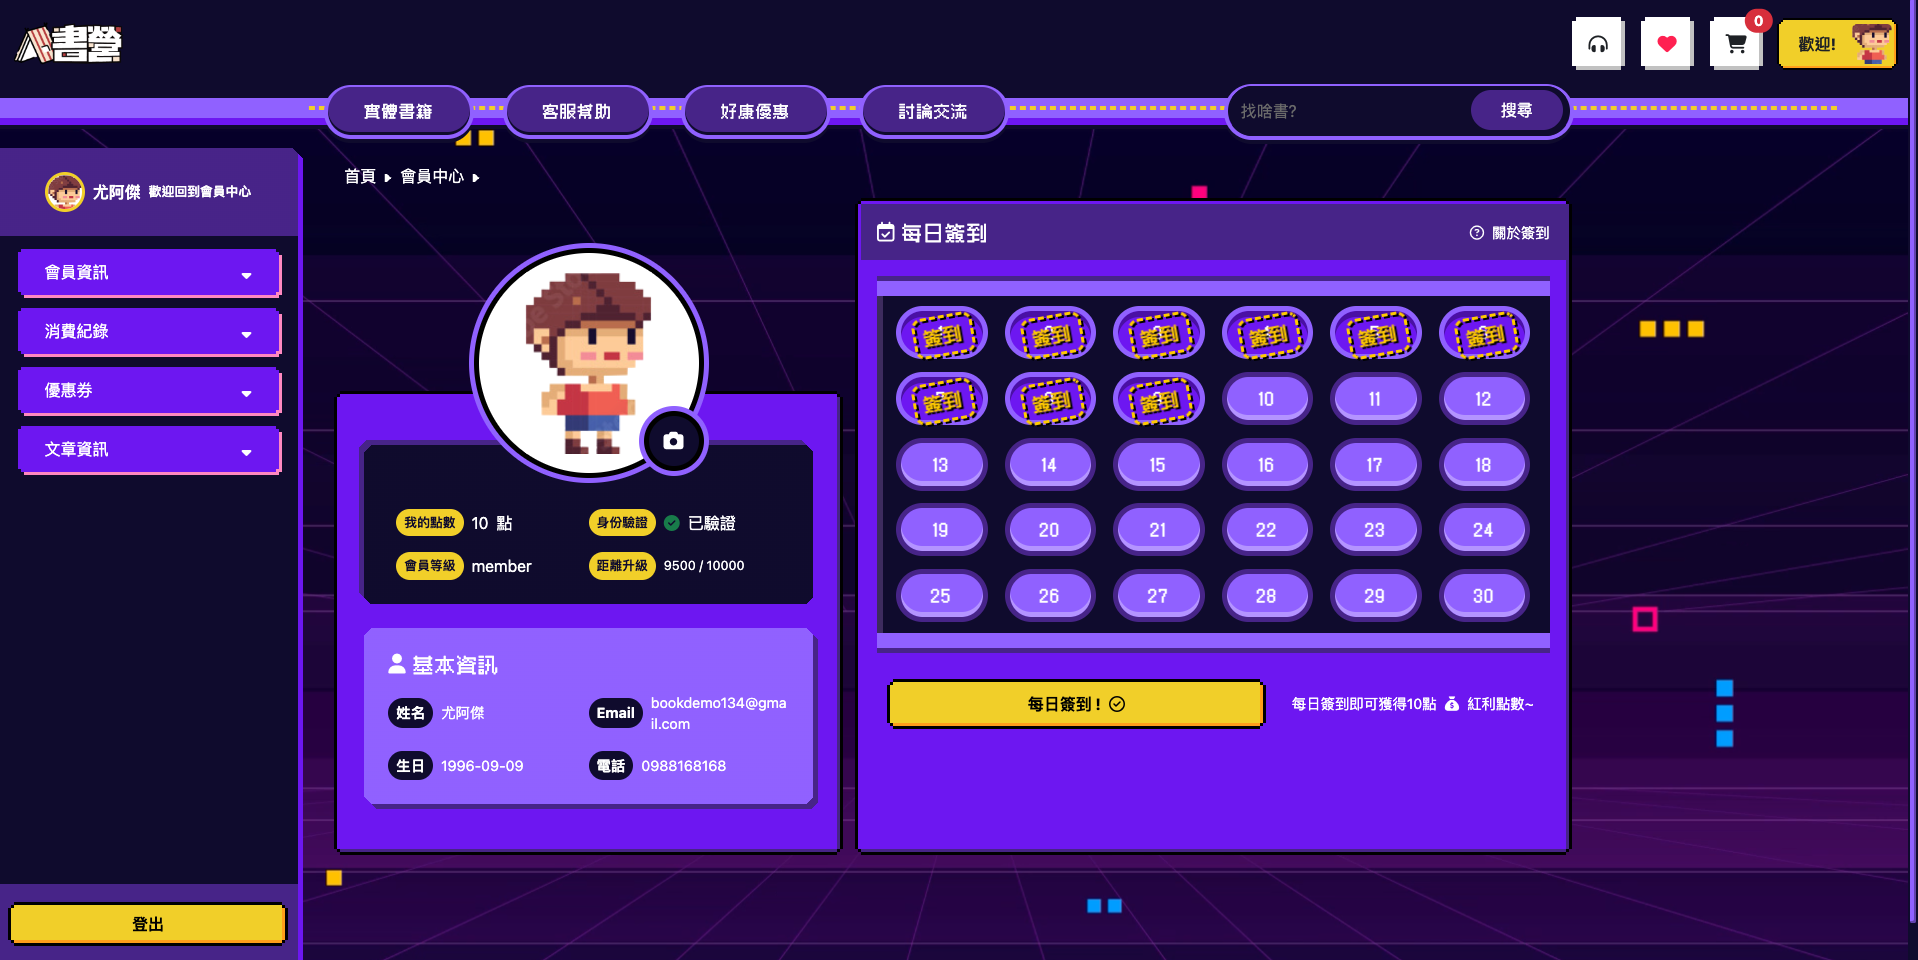 書營
0
歡迎!
實體書籍
客服幫助
好康優惠
討論交流
找啥書?
搜尋
尤阿傑 歡迎回到會員中心
會員資訊
消費紀錄
優惠券
文章資訊
登出
首頁 會員中心
我的點數 10 點
身份驗證 已驗證
會員等級 member
距離升級 9500 / 10000
基本資訊
姓名 尤阿傑
Email bookdemo134@gma
il.com
生日 1996-09-09
電話 0988168168
每日簽到
關於簽到
簽到 簽到 簽到 簽到 簽到 簽到
簽到 簽到 簽到 10 11 12
13 14 15 16 17 18
19 20 21 22 23 24
25 26 27 28 29 30
每日簽到 !
每日簽到即可獲得10點 紅利點數~